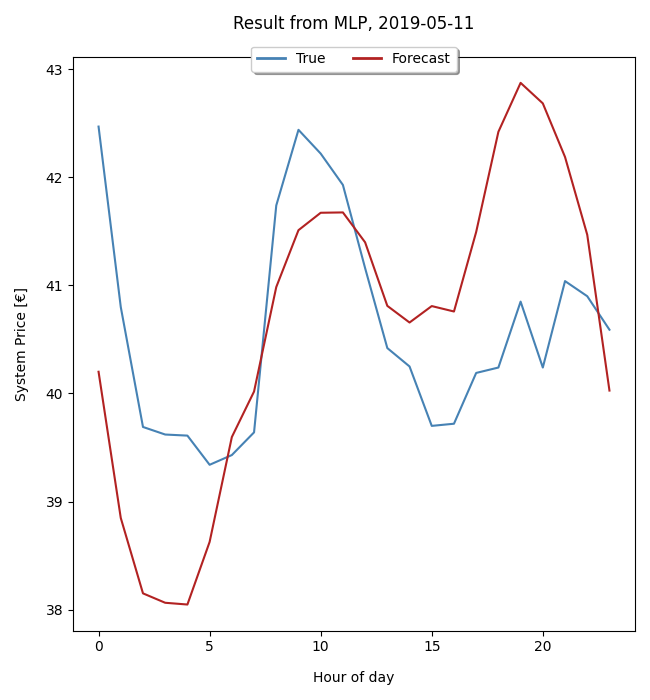 Result from MLP, 2019-05-11
True Forecast
43
42
41
40
39
38
System Price [€]
0 5 10 15 20
Hour of day